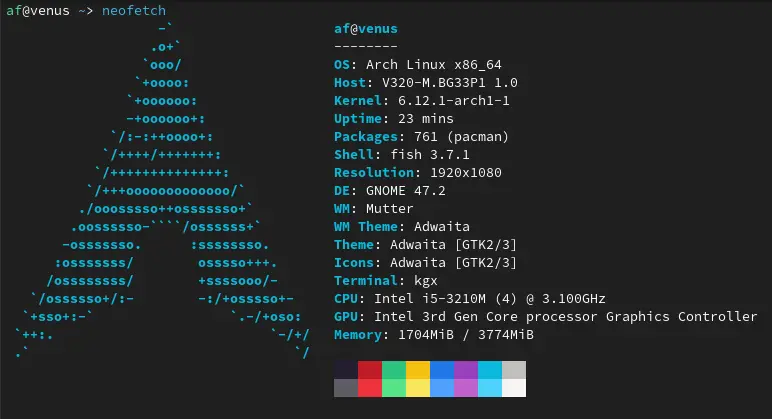 af@venus ~> neofetch
                   -`
                  .o+`
                 `ooo/
                `+oooo:
               `+oooooo:
               -+oooooo+:
             `/:-:++oooo+:
            `/++++/+++++++:
           `/++++++++++++++:
          `/+++ooooooooooooo/`
         ./ooosssso++osssssso+`
        .oossssso-````/ossssss+`
       -osssssso.      :ssssssso.
      :osssssss/        osssso+++.
     /ossssssss/        +ssssooo/-
   `/ossssso+/:-        -:/+osssso+-
  `+sso+:-`                 `.-/+oso:
 `++:.                           `-/+/
 .`                                 `/
af@venus
--------
OS: Arch Linux x86_64
Host: V320-M.BG33P1 1.0
Kernel: 6.12.1-arch1-1
Uptime: 23 mins
Packages: 761 (pacman)
Shell: fish 3.7.1
Resolution: 1920x1080
DE: GNOME 47.2
WM: Mutter
WM Theme: Adwaita
Theme: Adwaita [GTK2/3]
Icons: Adwaita [GTK2/3]
Terminal: kgx
CPU: Intel i5-3210M (4) @ 3.100GHz
GPU: Intel 3rd Gen Core processor Graphics Controller
Memory: 1704MiB / 3774MiB